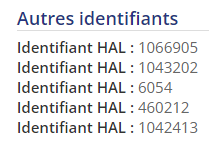 Autres identifiants
Identifiant HAL : 1066905
Identifiant HAL : 1043202
Identifiant HAL : 6054
Identifiant HAL : 460212
Identifiant HAL : 1042413